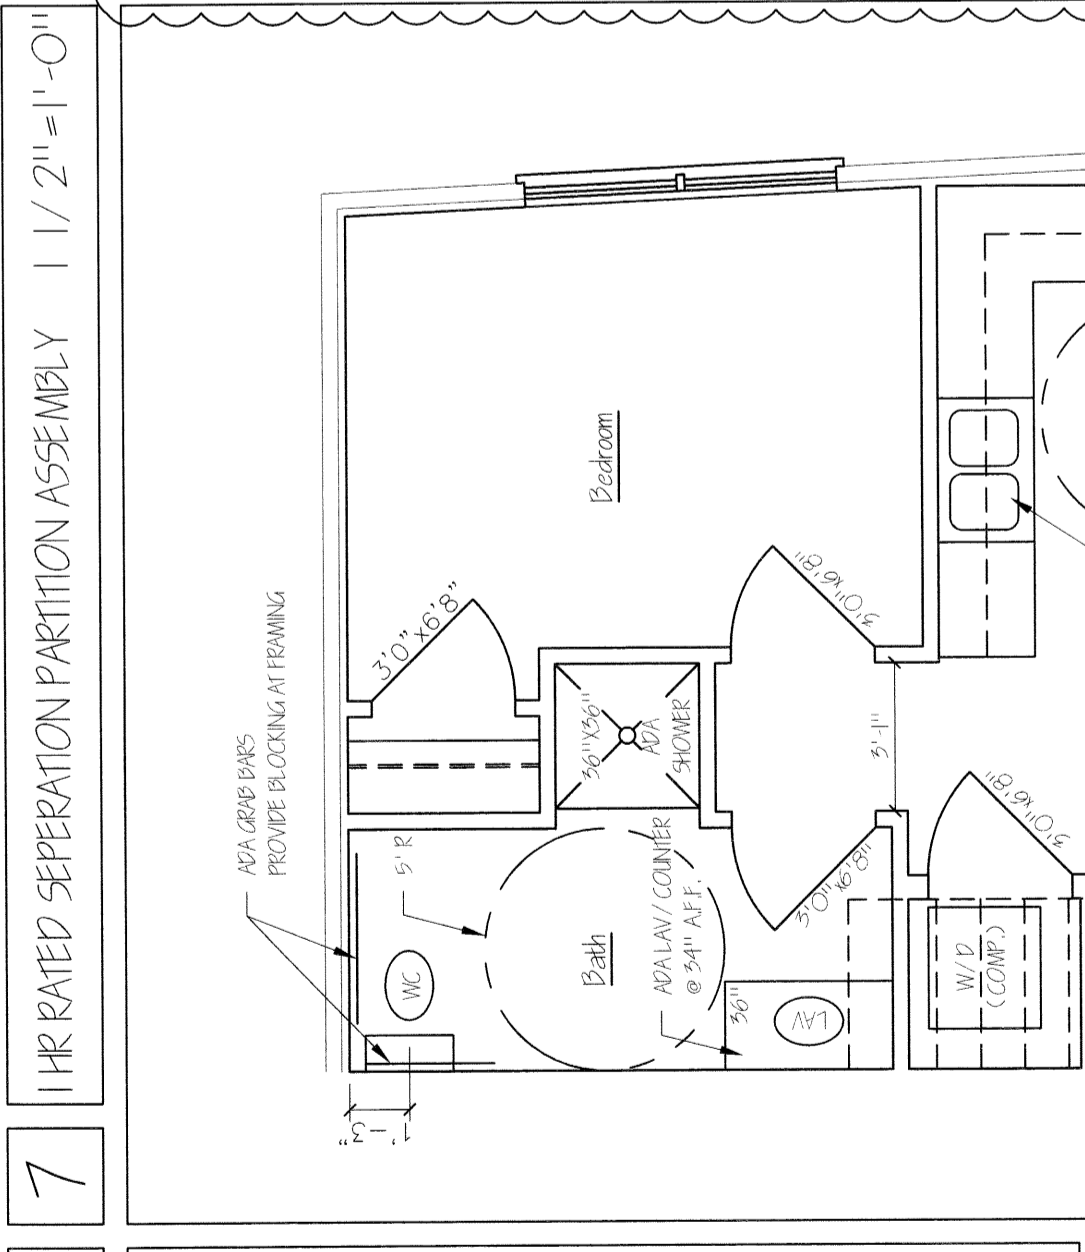 7
1 HR RATED SEPERATION PARTITION ASSEMBLY 1 1/2"=1'-0"
ADA GRAB BARS
PROVIDE BLOCKING AT FRAMING
1'-3"
3'0"x6'8"
5' R
WC
Bedroom
Bath
36"X36"
ADA
SHOWER
ADA LAV/ COUNTER
@ 34" A.F.F.
36"
LAV
3'0"x6'8"
3'0"x6'8"
3'-1"
3'0"x6'8"
W/D
(COMP.)